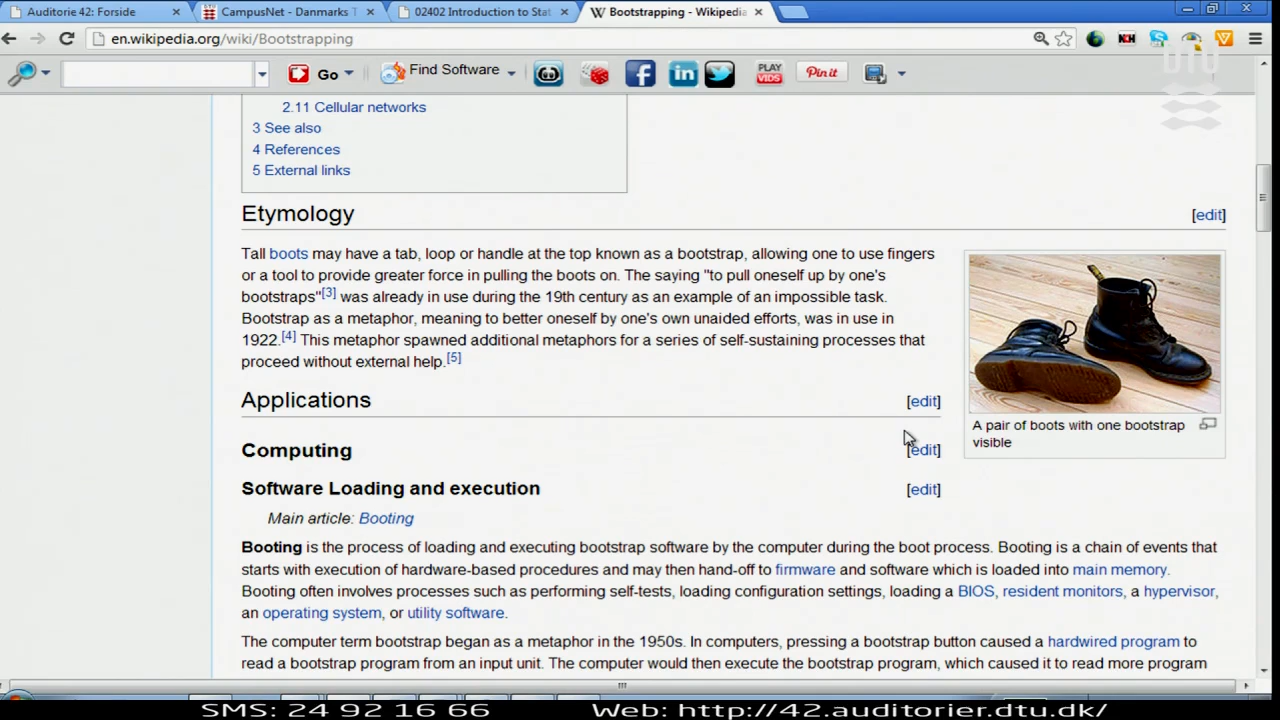 Auditorie 42: Forside
CampusNet - Danmarks T
02402 Introduction to Stat
Bootstrapping - Wikipedia
en.wikipedia.org/wiki/Bootstrapping
Go
Find Software
PLAY VIDS
Pin it
DTU
2.11 Cellular networks
3 See also
4 References
5 External links
Etymology
[edit]
Tall boots may have a tab, loop or handle at the top known as a bootstrap, allowing one to use fingers
or a tool to provide greater force in pulling the boots on. The saying "to pull oneself up by one's
bootstraps"[3] was already in use during the 19th century as an example of an impossible task.
Bootstrap as a metaphor, meaning to better oneself by one's own unaided efforts, was in use in
1922.[4] This metaphor spawned additional metaphors for a series of self-sustaining processes that
proceed without external help.[5]
A pair of boots with one bootstrap
visible
Applications
[edit]
Computing
[edit]
Software Loading and execution
[edit]
Main article: Booting
Booting is the process of loading and executing bootstrap software by the computer during the boot process. Booting is a chain of events that
starts with execution of hardware-based procedures and may then hand-off to firmware and software which is loaded into main memory.
Booting often involves processes such as performing self-tests, loading configuration settings, loading a BIOS, resident monitors, a hypervisor,
an operating system, or utility software.
The computer term bootstrap began as a metaphor in the 1950s. In computers, pressing a bootstrap button caused a hardwired program to
read a bootstrap program from an input unit. The computer would then execute the bootstrap program, which caused it to read more program
SMS: 24 92 16 66
Web: http://42.auditorier.dtu.dk/